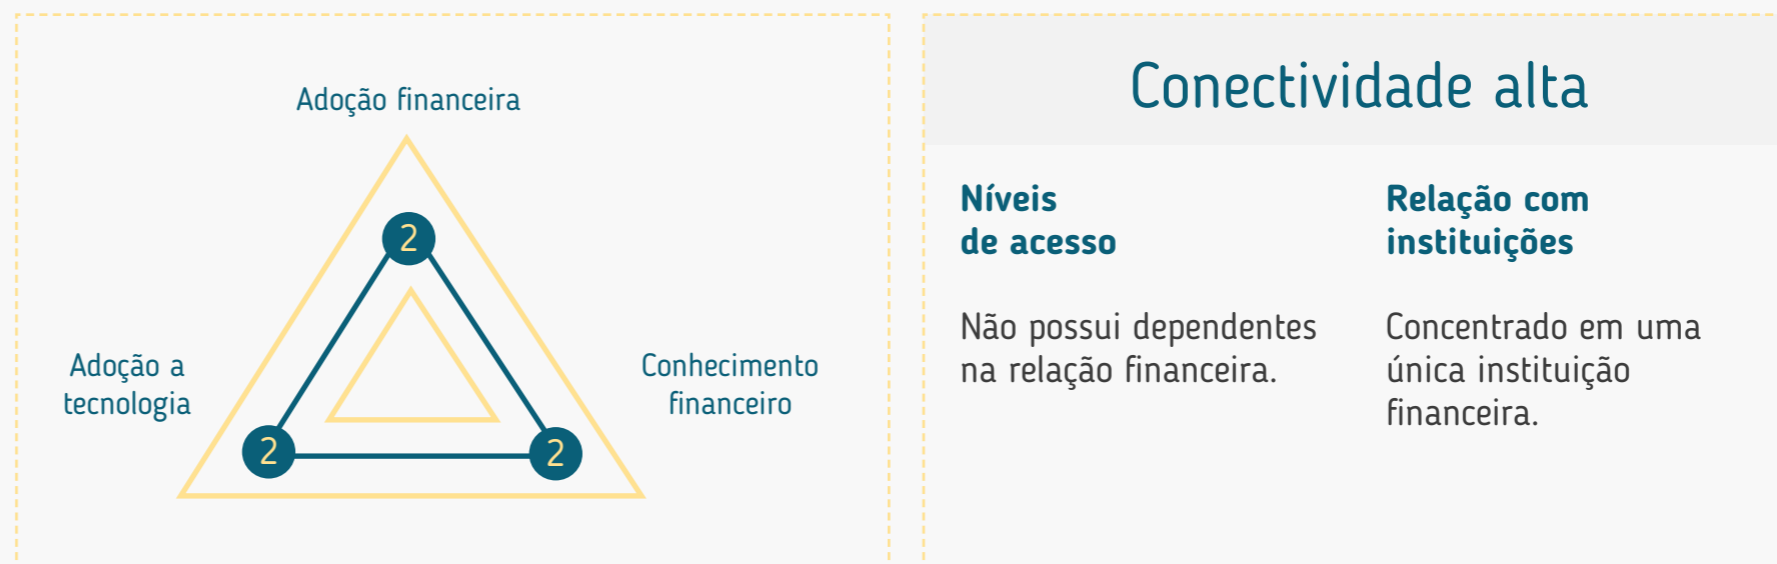 Adoção financeira
2
Adoção a
tecnologia
Conhecimento
financeiro
2
2
Conectividade alta
Níveis
de acesso
Não possui dependentes
na relação financeira.
Relação com
instituições
Concentrado em uma
única instituição
financeira.